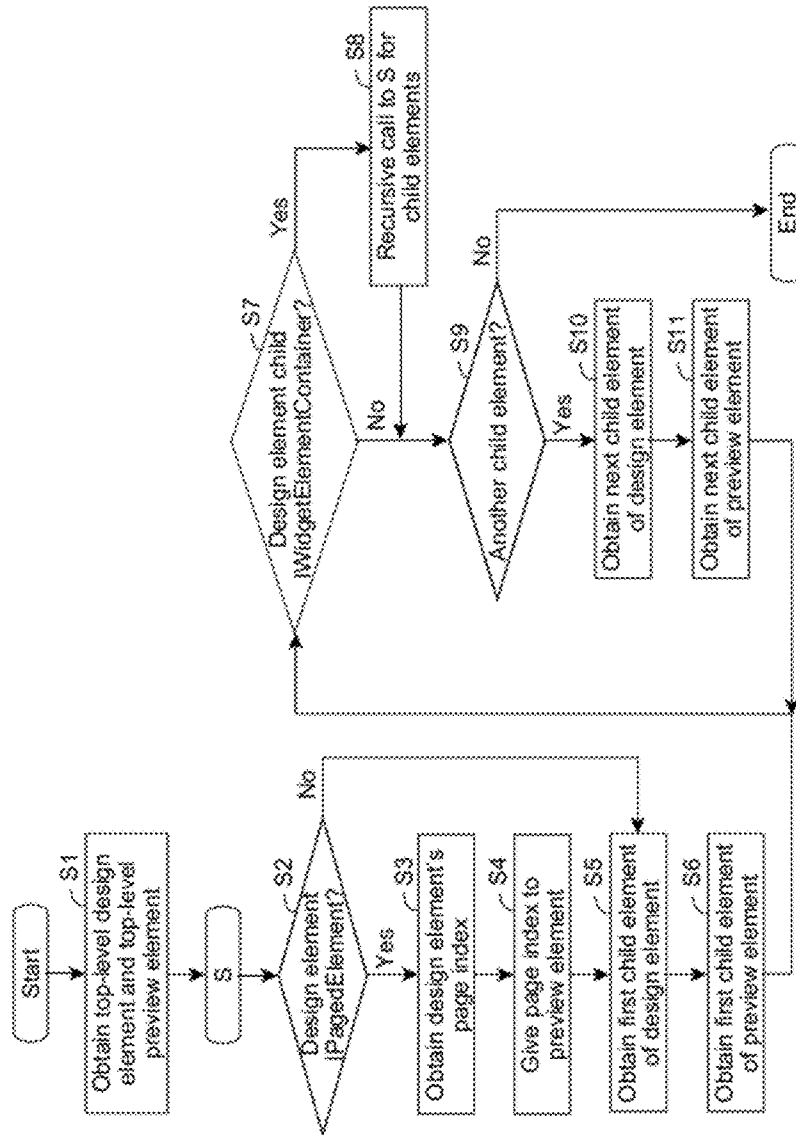 Start
S1
Obtain top-level design
element and top-level
preview element
S
S2
Design element
IPagedElement?
No
Yes
S3
Obtain design element's
page index
S4
Give page index to
preview element
S5
Obtain first child element
of design element
S6
Obtain first child element
of preview element
S7
Design element child
IWidgetElementContainer?
Yes
No
S8
Recursive call to S for
child elements
S9
Another child element?
No
Yes
S10
Obtain next child element
of design element
S11
Obtain next child element
of preview element
End